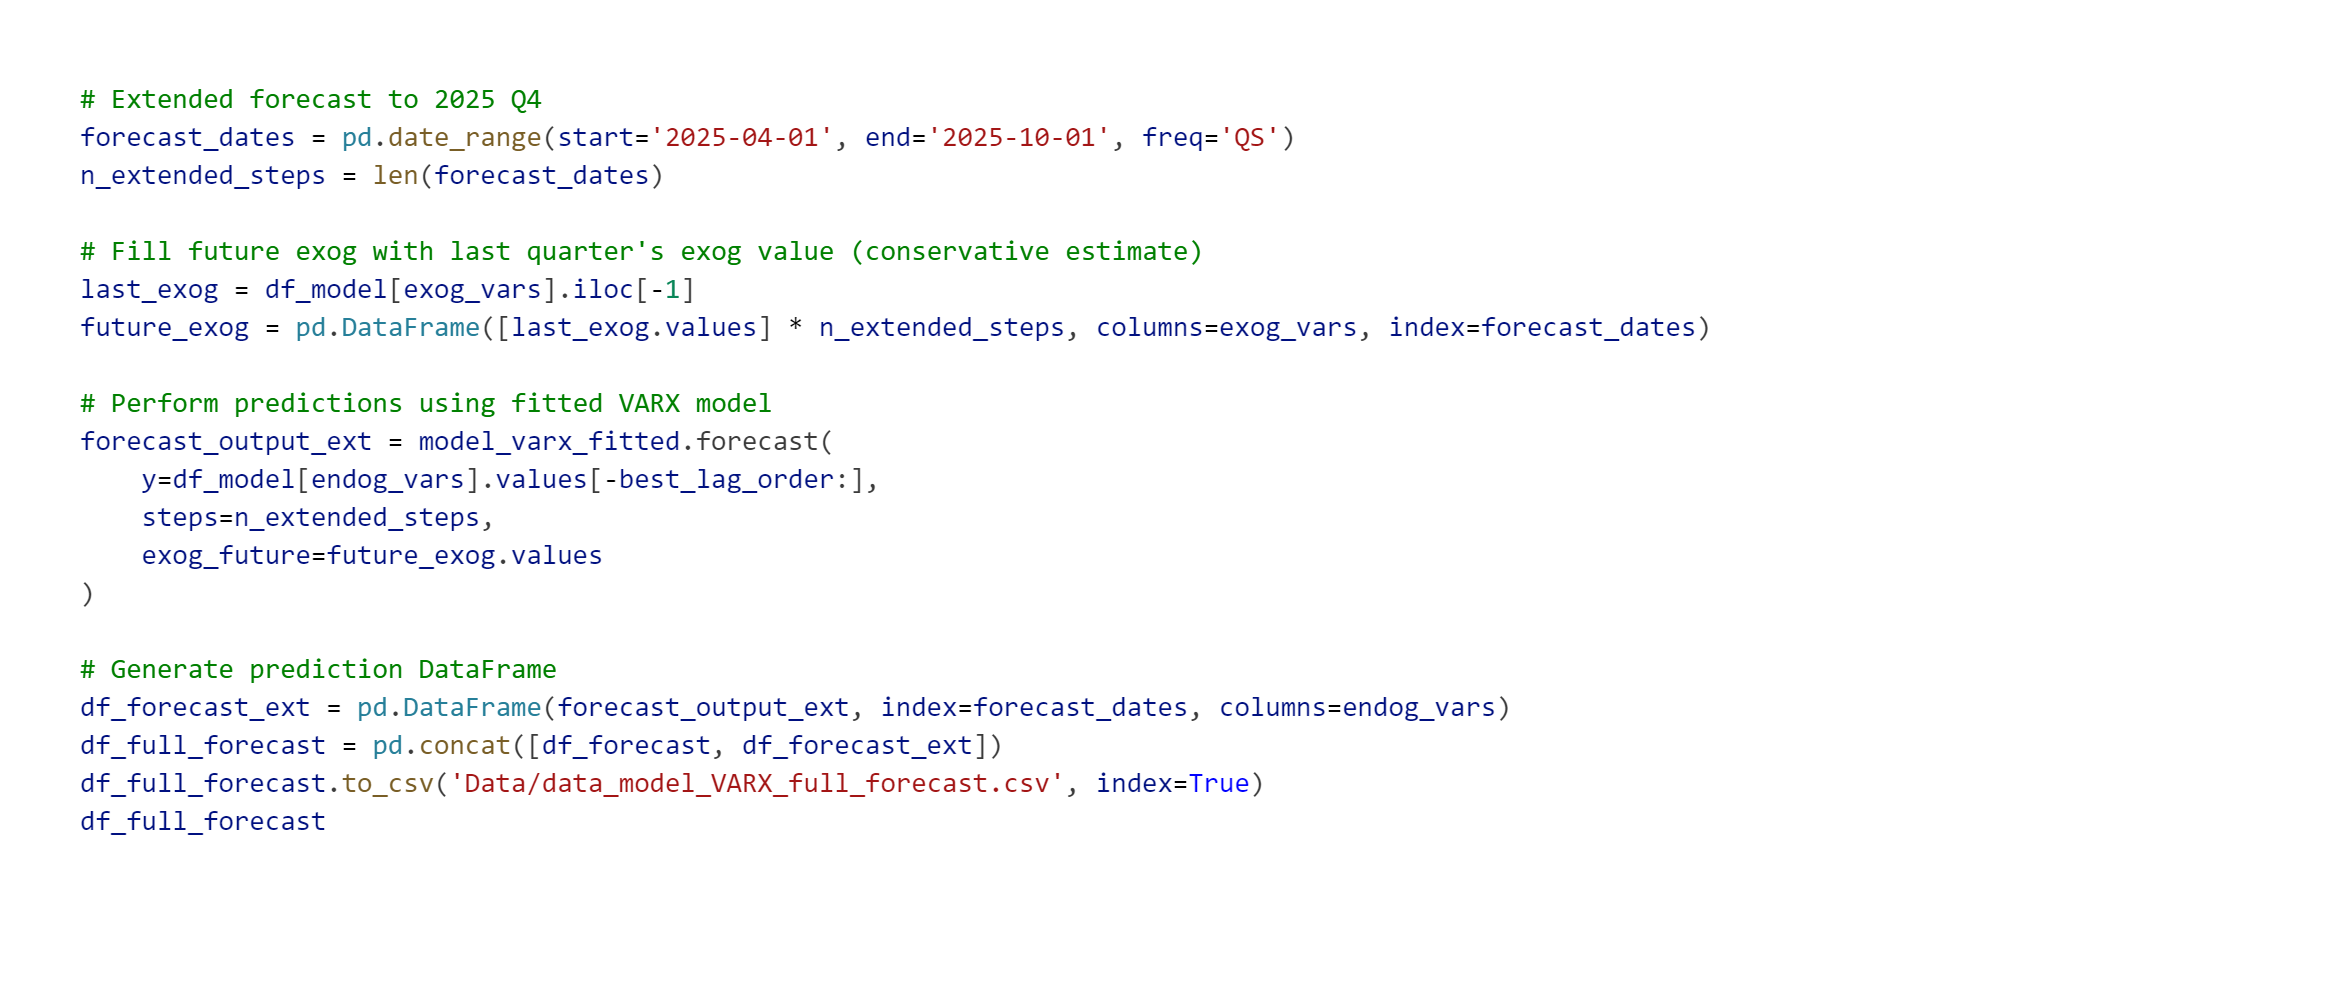 # Extended forecast to 2025 Q4
forecast_dates = pd.date_range(start='2025-04-01', end='2025-10-01', freq='QS')
n_extended_steps = len(forecast_dates)

# Fill future exog with last quarter's exog value (conservative estimate)
last_exog = df_model[exog_vars].iloc[-1]
future_exog = pd.DataFrame([last_exog.values] * n_extended_steps, columns=exog_vars, index=forecast_dates)

# Perform predictions using fitted VARX model
forecast_output_ext = model_varx_fitted.forecast(
    y=df_model[endog_vars].values[-best_lag_order:],
    steps=n_extended_steps,
    exog_future=future_exog.values
)

# Generate prediction DataFrame
df_forecast_ext = pd.DataFrame(forecast_output_ext, index=forecast_dates, columns=endog_vars)
df_full_forecast = pd.concat([df_forecast, df_forecast_ext])
df_full_forecast.to_csv('Data/data_model_VARX_full_forecast.csv', index=True)
df_full_forecast